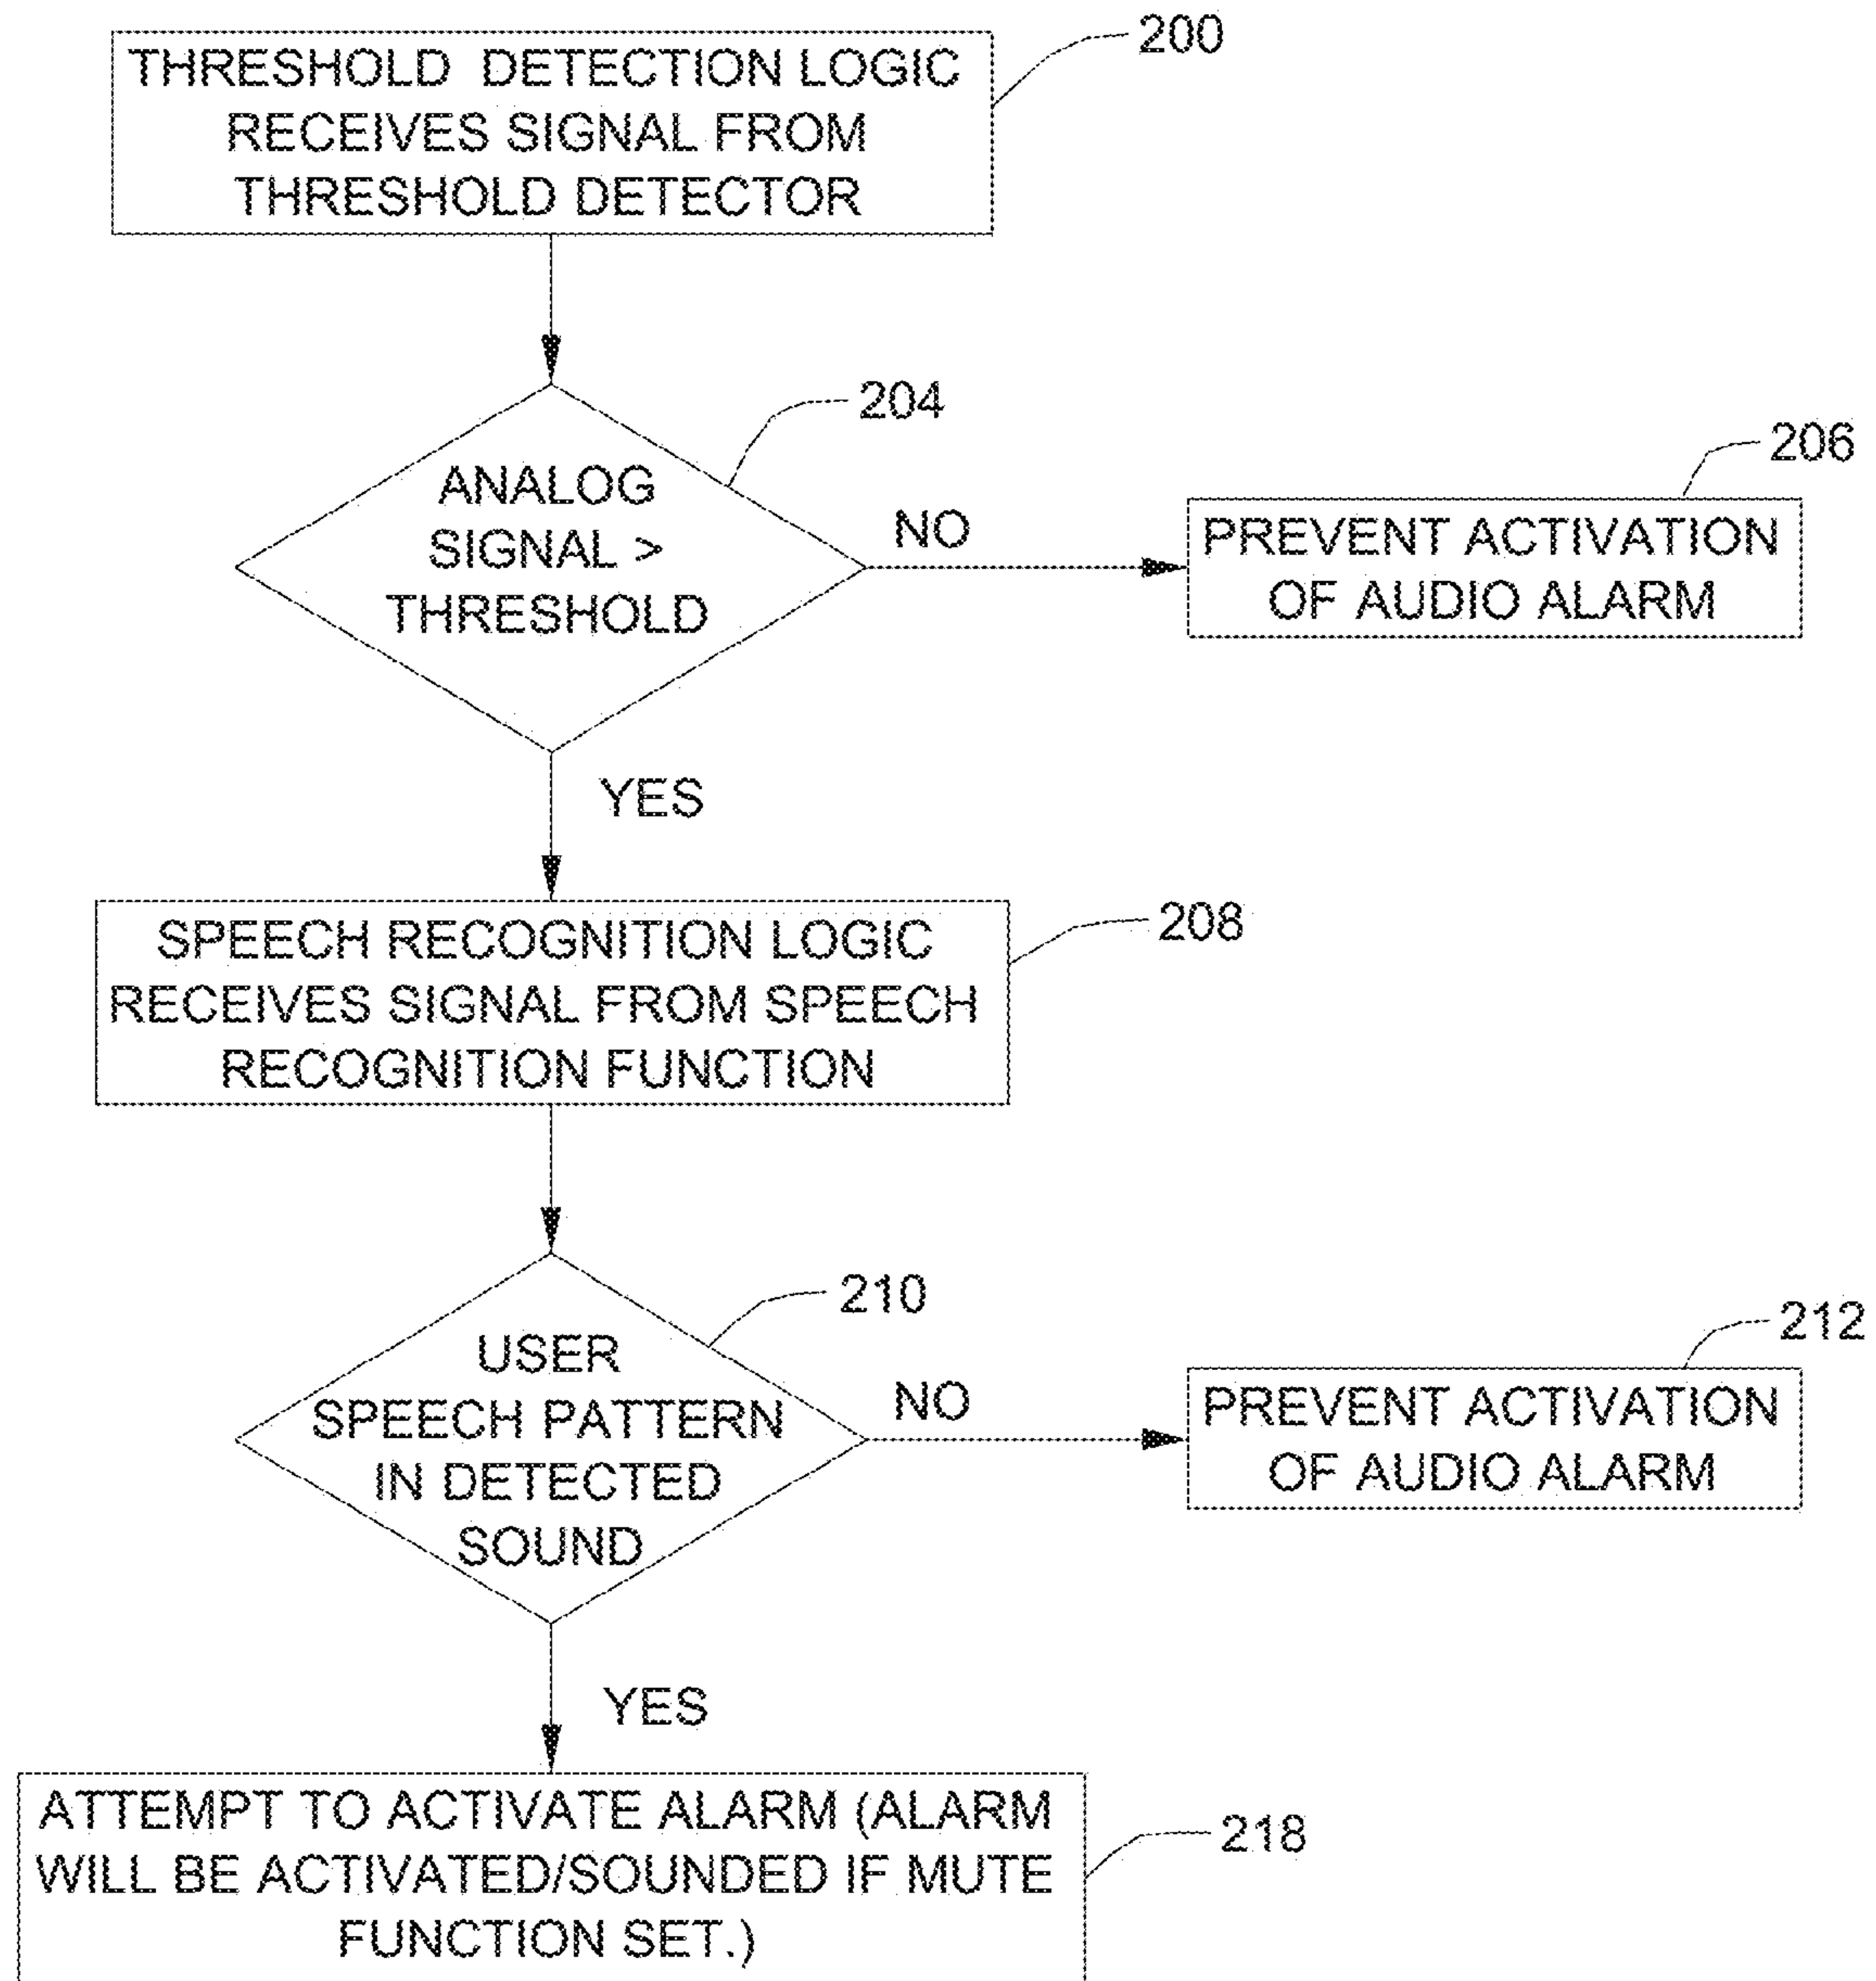 THRESHOLD DETECTION LOGIC
RECEIVES SIGNAL FROM
THRESHOLD DETECTOR
200
ANALOG
SIGNAL >
THRESHOLD
204
NO
PREVENT ACTIVATION
OF AUDIO ALARM
206
YES
SPEECH RECOGNITION LOGIC
RECEIVES SIGNAL FROM SPEECH
RECOGNITION FUNCTION
208
USER
SPEECH PATTERN
IN DETECTED
SOUND
210
NO
PREVENT ACTIVATION
OF AUDIO ALARM
212
YES
ATTEMPT TO ACTIVATE ALARM (ALARM
WILL BE ACTIVATED/SOUNDED IF MUTE
FUNCTION SET.)
218